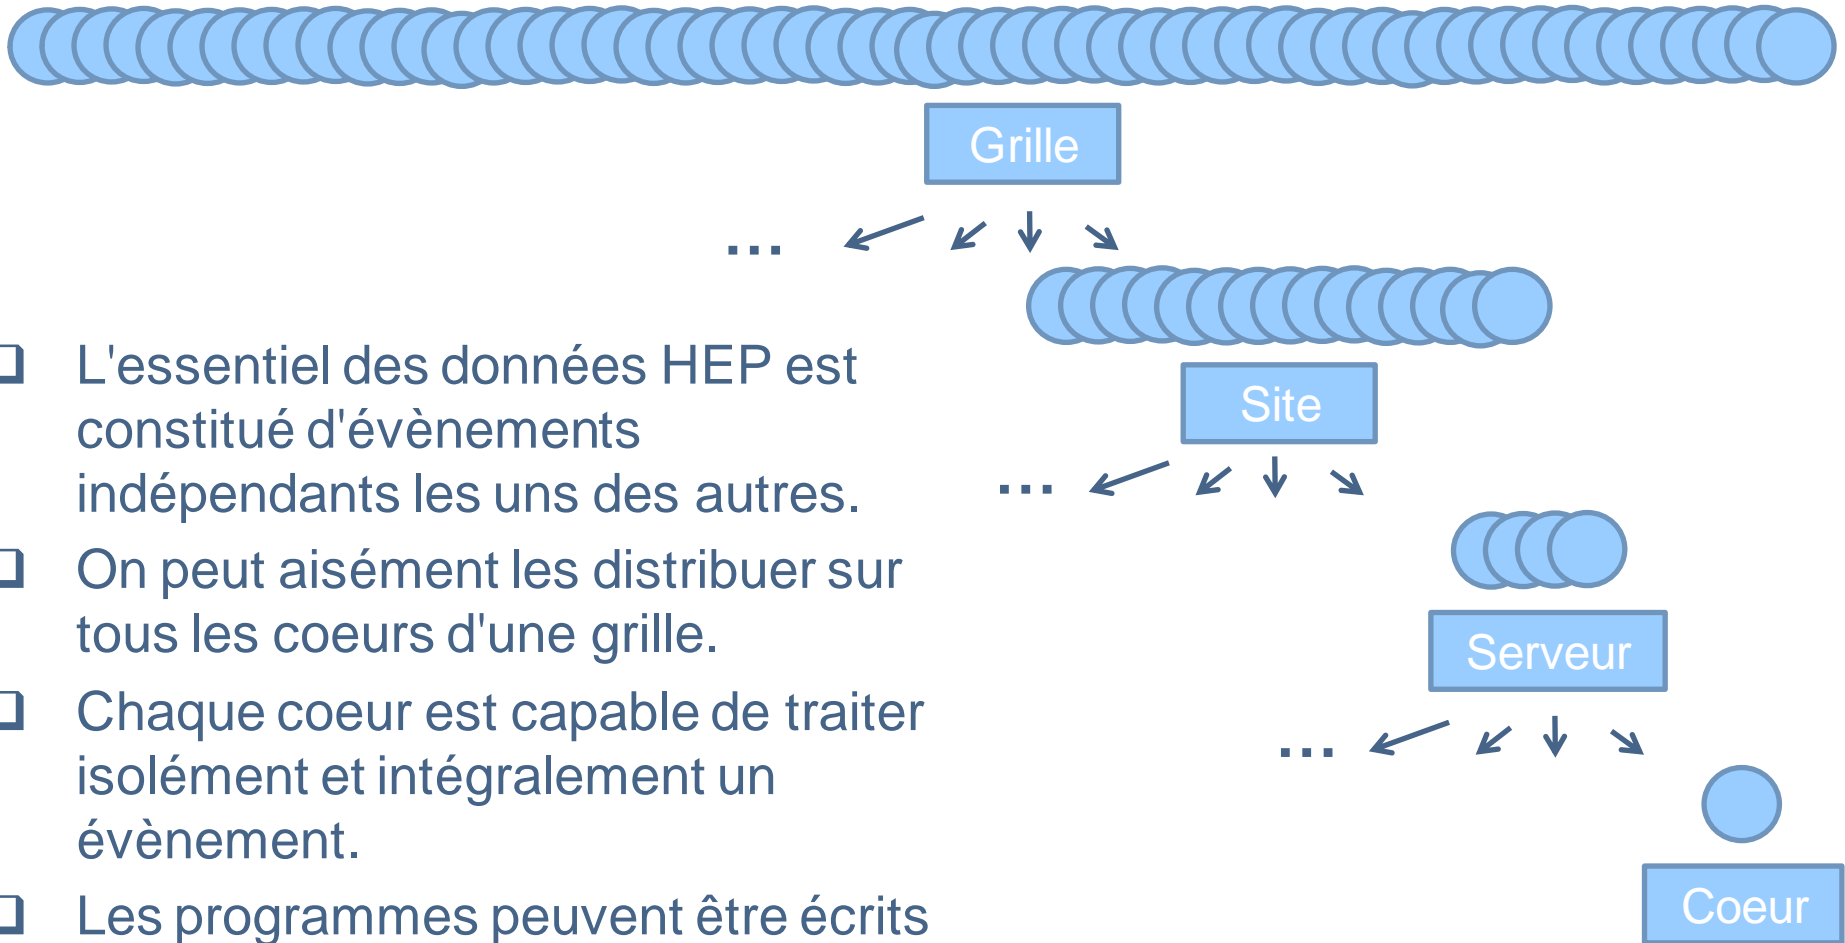 Grille
...
L'essentiel des données HEP est
constitué d'évènements
indépendants les uns des autres.
On peut aisément les distribuer sur
tous les coeurs d'une grille.
Chaque coeur est capable de traiter
isolément et intégralement un
évènement.
Les programmes peuvent être écrits
Site
...
Serveur
...
Coeur